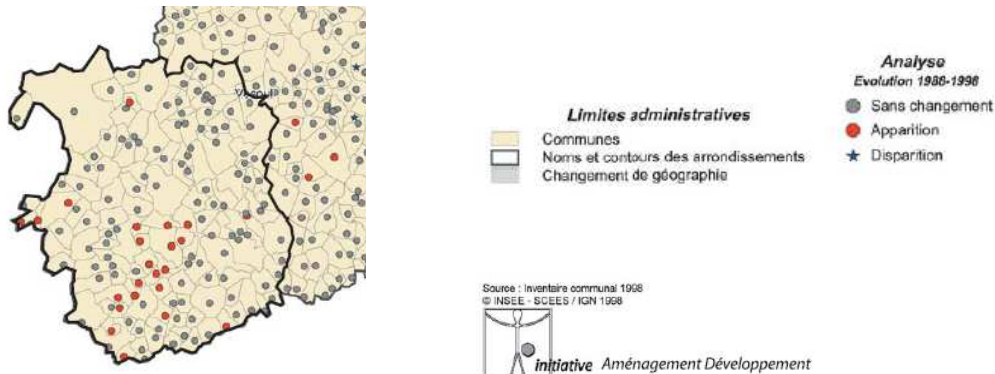 Analyse
Evolution 1988-1998
Sans changement
Apparition
Disparition
Limites administratives
Communes
Noms et contours des arrondissements
Changement de géographie
Source : Inventaire communal 1998
© INSEE - SCEES / IGN 1998
initiative Aménagement Développement